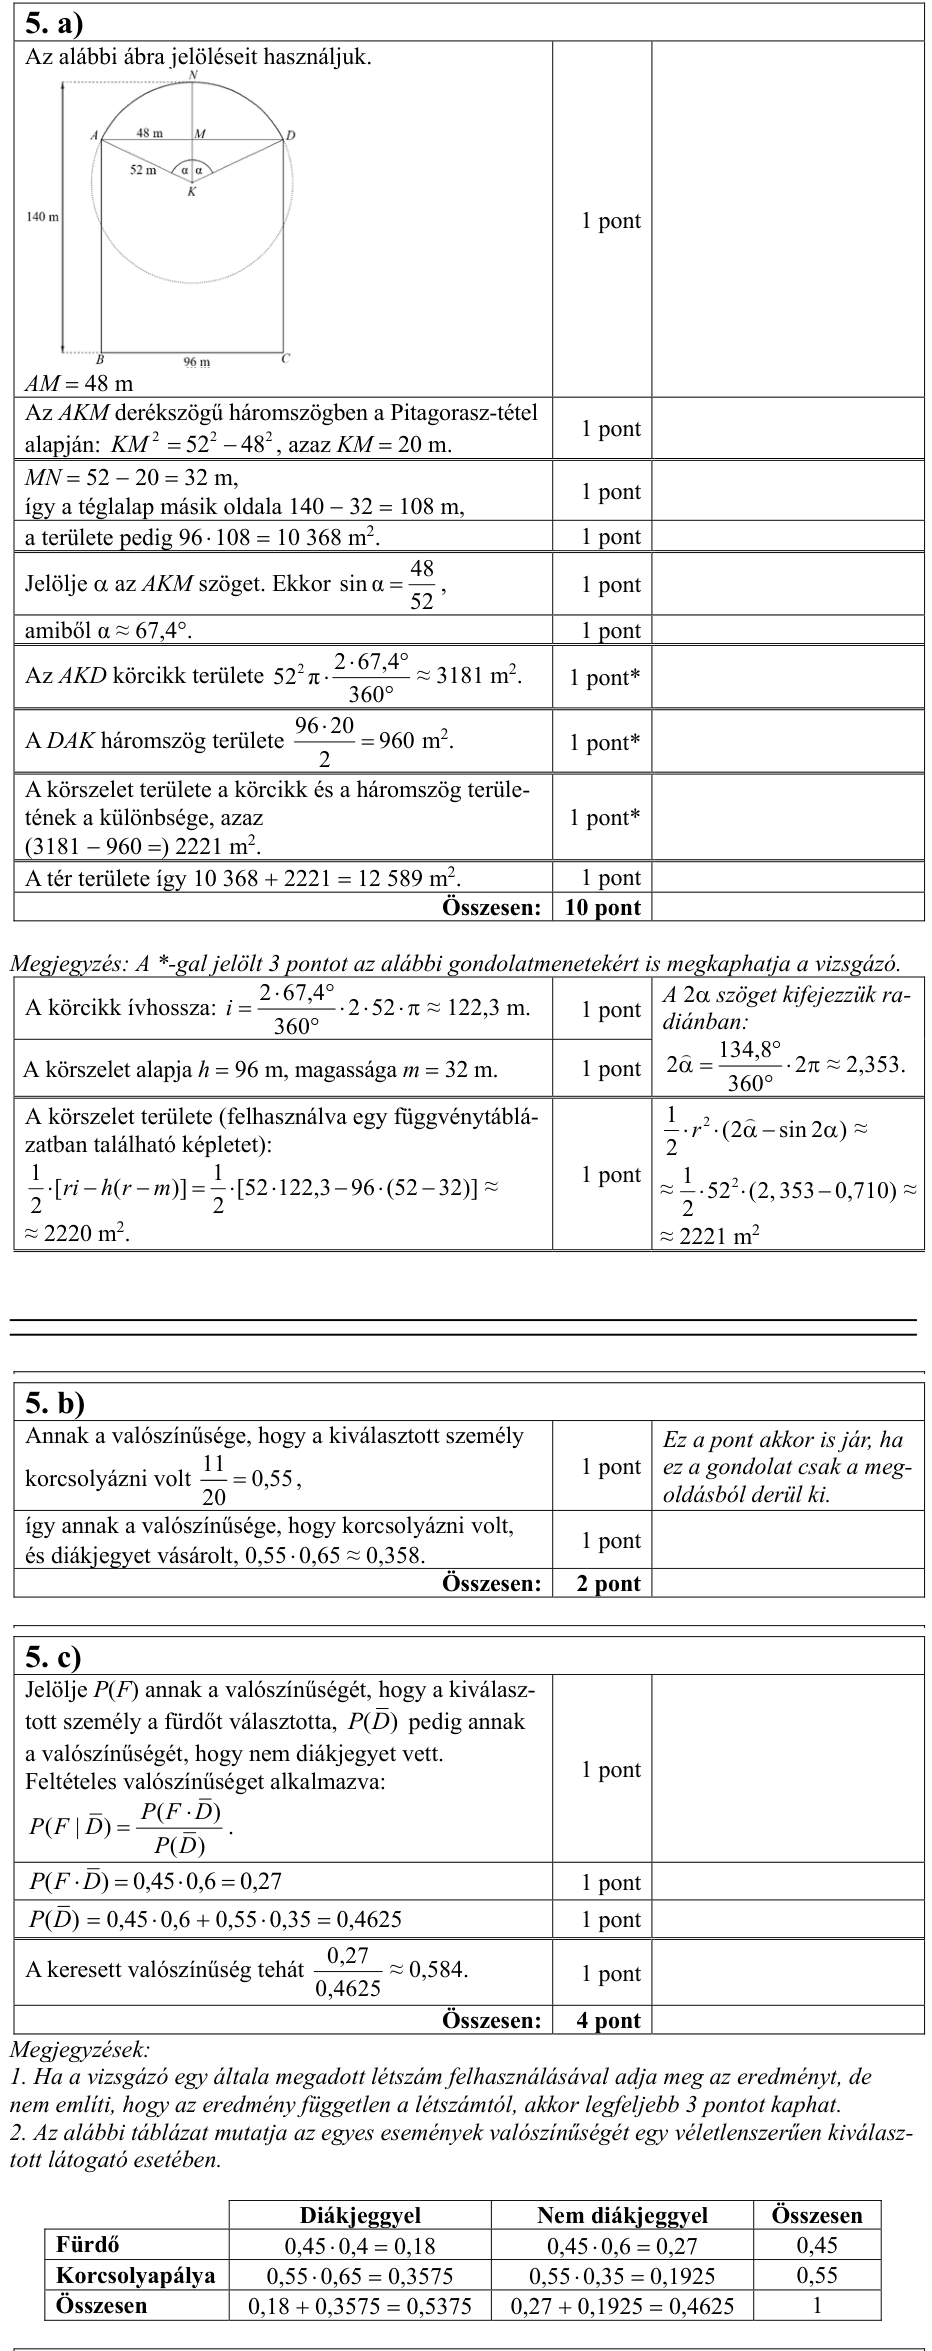 5. a)
Az alábbi ábra jelöléseit használjuk.
N
A
48 m
M
D
52 m
α
α
K
140 m
B
96 m
C
AM = 48 m
1 pont
Az AKM derékszögű háromszögben a Pitagorasz-tétel
alapján: KM² = 52² − 48², azaz KM = 20 m.
1 pont
MN = 52 − 20 = 32 m,
így a téglalap másik oldala 140 − 32 = 108 m,
1 pont
a területe pedig 96 · 108 = 10 368 m².
1 pont
Jelölje α az AKM szöget. Ekkor sin α = 48/52,
1 pont
amiből α ≈ 67,4°.
1 pont
Az AKD körcikk területe 52²π · (2·67,4°)/360° ≈ 3181 m².
1 pont*
A DAK háromszög területe (96·20)/2 = 960 m².
1 pont*
A körszelet területe a körcikk és a háromszög terüle-
tének a különbsége, azaz
(3181 − 960 =) 2221 m².
1 pont*
A tér területe így 10 368 + 2221 = 12 589 m².
1 pont
Összesen: 10 pont
Megjegyzés: A *-gal jelölt 3 pontot az alábbi gondolatmenetekért is megkaphatja a vizsgázó.
A körcikk ívhossza: i = (2·67,4°)/360° · 2 · 52 · π ≈ 122,3 m.
1 pont
A körszelet alapja h = 96 m, magassága m = 32 m.
1 pont
A 2α szöget kifejezzük ra-
diánban:
2α̂ = 134,8°/360° · 2π ≈ 2,353.
A körszelet területe (felhasználva egy függvénytáblá-
zatban található képletet):
1/2 · [ri − h(r − m)] = 1/2 · [52 · 122,3 − 96 · (52 − 32)] ≈
≈ 2220 m².
1 pont
1/2 · r² · (2α̂ − sin 2α) ≈
≈ 1/2 · 52² · (2,353 − 0,710) ≈
≈ 2221 m²
5. b)
Annak a valószínűsége, hogy a kiválasztott személy
korcsolyázni volt 11/20 = 0,55,
1 pont
Ez a pont akkor is jár, ha
ez a gondolat csak a meg-
oldásból derül ki.
így annak a valószínűsége, hogy korcsolyázni volt,
és diákjegyet vásárolt, 0,55 · 0,65 ≈ 0,358.
1 pont
Összesen: 2 pont
5. c)
Jelölje P(F) annak a valószínűségét, hogy a kiválasz-
tott személy a fürdőt választotta, P(D̅) pedig annak
a valószínűségét, hogy nem diákjegyet vett.
Feltételes valószínűséget alkalmazva:
P(F | D̅) = P(F · D̅)/P(D̅).
1 pont
P(F · D̅) = 0,45 · 0,6 = 0,27
1 pont
P(D̅) = 0,45 · 0,6 + 0,55 · 0,35 = 0,4625
1 pont
A keresett valószínűség tehát 0,27/0,4625 ≈ 0,584.
1 pont
Összesen: 4 pont
Megjegyzések:
1. Ha a vizsgázó egy általa megadott létszám felhasználásával adja meg az eredményt, de
nem említi, hogy az eredmény független a létszámtól, akkor legfeljebb 3 pontot kaphat.
2. Az alábbi táblázat mutatja az egyes események valószínűségét egy véletlenszerűen kiválasz-
tott látogató esetében.
Diákjeggyel Nem diákjeggyel Összesen
Fürdő 0,45 · 0,4 = 0,18 0,45 · 0,6 = 0,27 0,45
Korcsolyapálya 0,55 · 0,65 = 0,3575 0,55 · 0,35 = 0,1925 0,55
Összesen 0,18 + 0,3575 = 0,5375 0,27 + 0,1925 = 0,4625 1